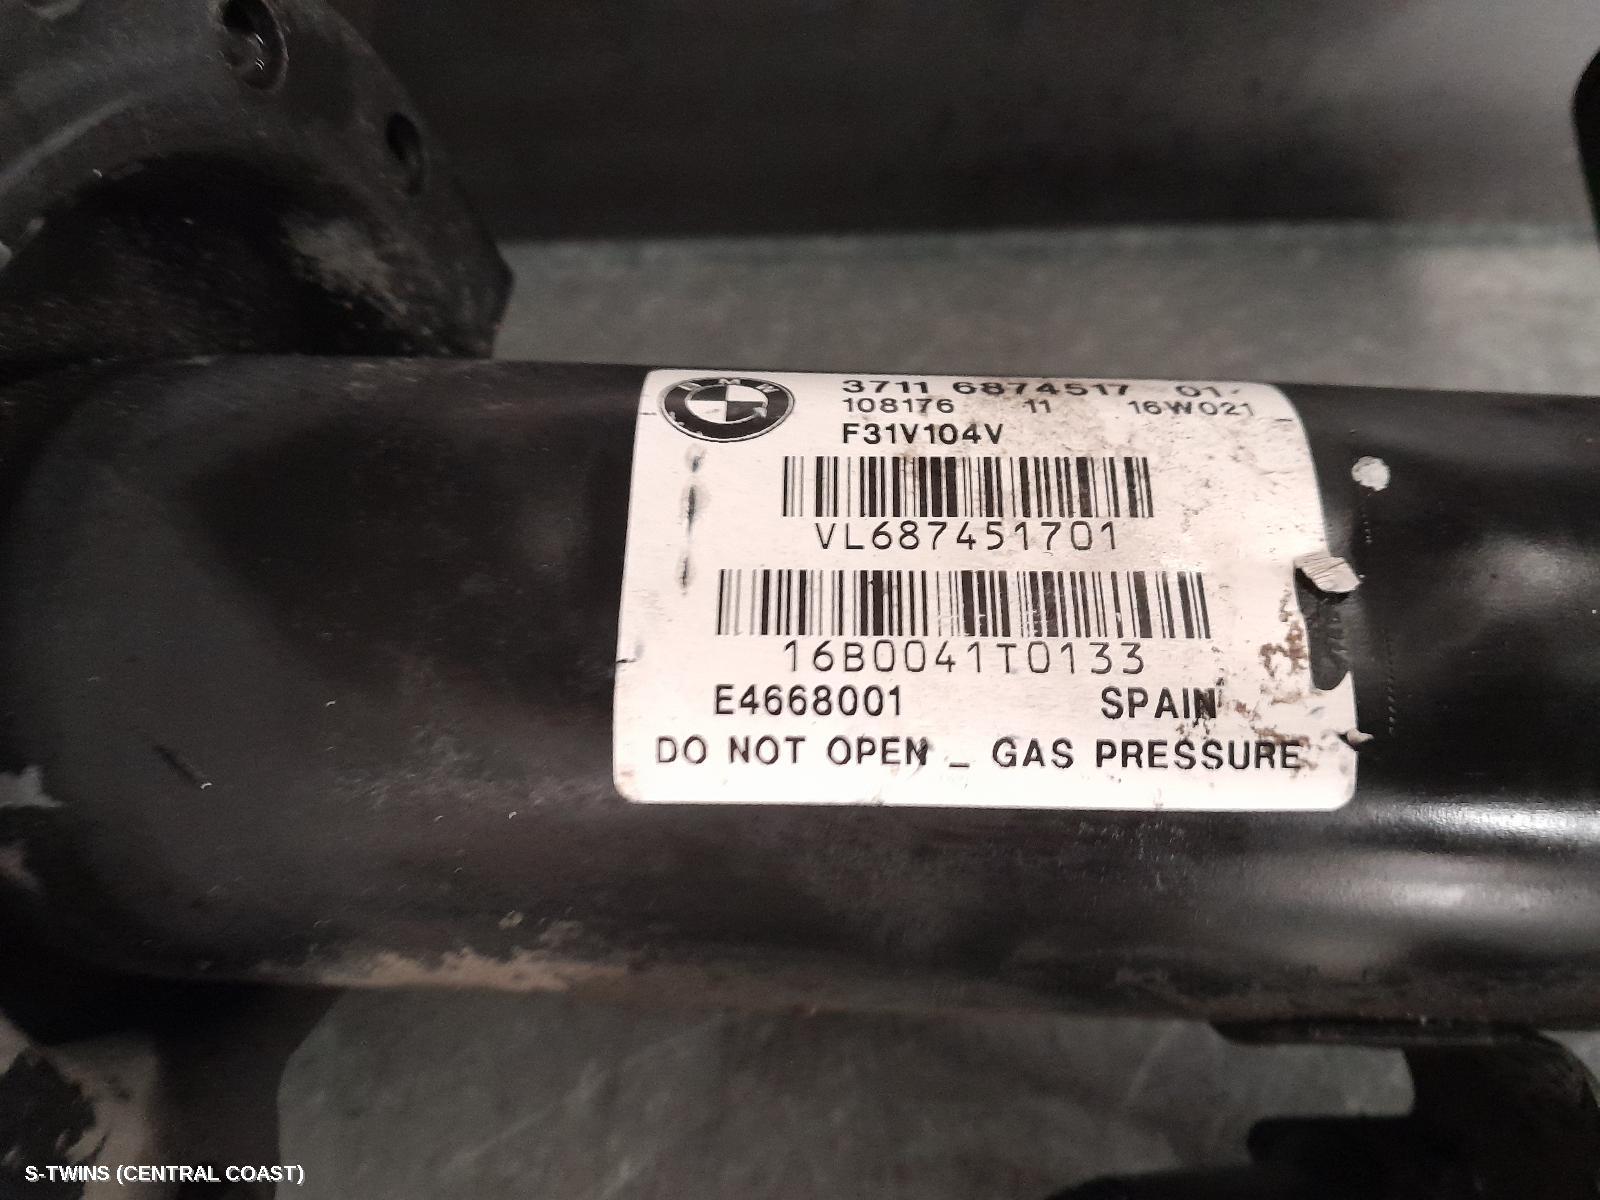 BMW
3711 6874517 01
108176 11 16W021
F31V104V
VL687451701
16B0041T0133
E4668001 SPAIN
DO NOT OPEN _ GAS PRESSURE
S-TWINS (CENTRAL COAST)